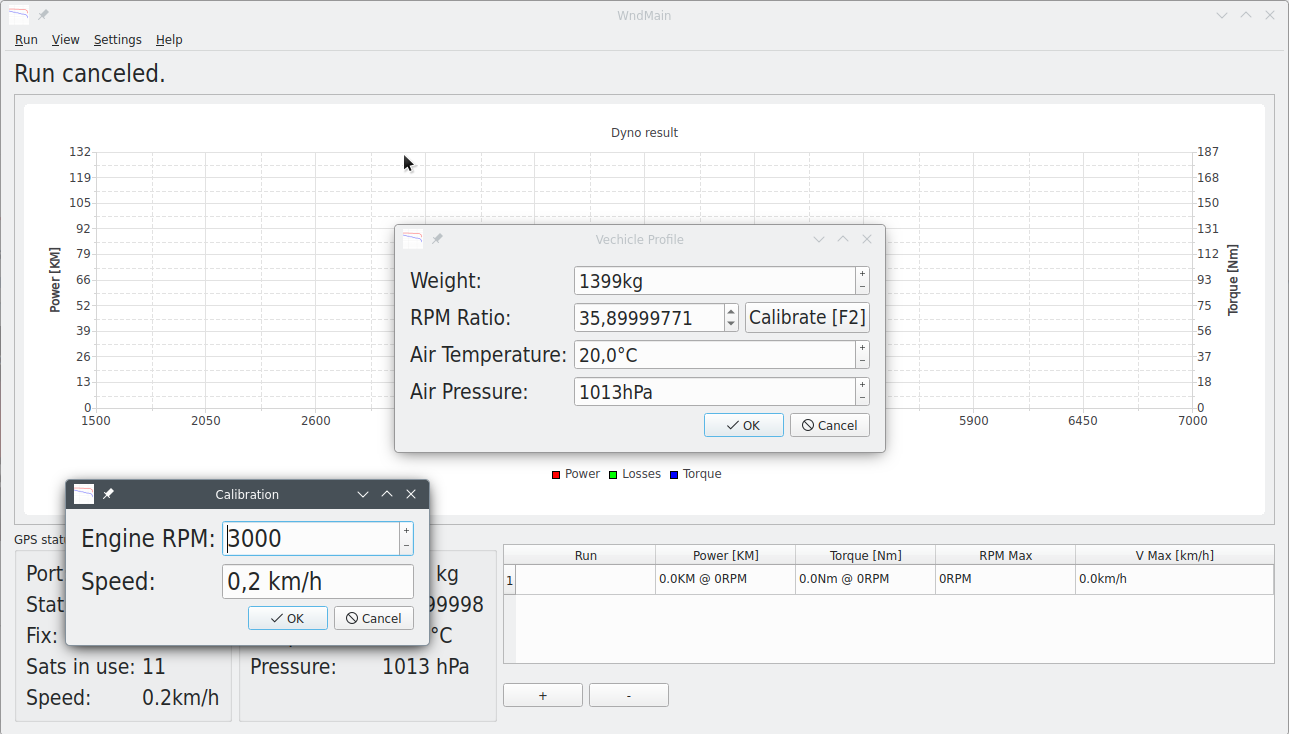 WndMain
Run View Settings Help
Run canceled.
Dyno result
132 187
119 168
105 150
92 131
79 112
66 93
52 75
39 56
26 37
13 18
0 0
Power [KM]
Torque [Nm]
1500 2050 2600 5900 6450 7000
Power Losses Torque
Vechicle Profile
Weight: 1399kg
RPM Ratio: 35,89999771 Calibrate [F2]
Air Temperature: 20,0°C
Air Pressure: 1013hPa
OK Cancel
Calibration
Engine RPM: 3000
Speed: 0,2 km/h
OK Cancel
GPS stat
Port
Stat
Fix:
Sats in use: 11
Speed: 0.2km/h
kg
99998
°C
Pressure: 1013 hPa
Run Power [KM] Torque [Nm] RPM Max V Max [km/h]
1 0.0KM @ 0RPM 0.0Nm @ 0RPM 0RPM 0.0km/h
+ -